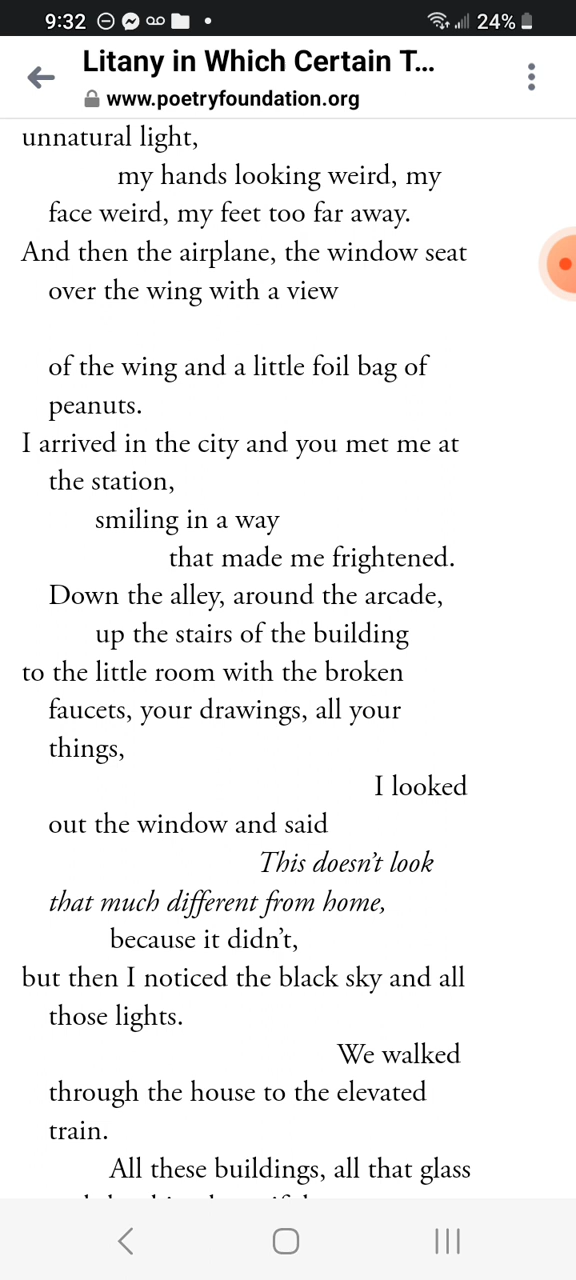 9:32
24%
Litany in Which Certain T...
www.poetryfoundation.org
unnatural light,
my hands looking weird, my
face weird, my feet too far away.
And then the airplane, the window seat
over the wing with a view
of the wing and a little foil bag of
peanuts.
I arrived in the city and you met me at
the station,
smiling in a way
that made me frightened.
Down the alley, around the arcade,
up the stairs of the building
to the little room with the broken
faucets, your drawings, all your
things,
I looked
out the window and said
This doesn't look
that much different from home,
because it didn't,
but then I noticed the black sky and all
those lights.
We walked
through the house to the elevated
train.
All these buildings, all that glass